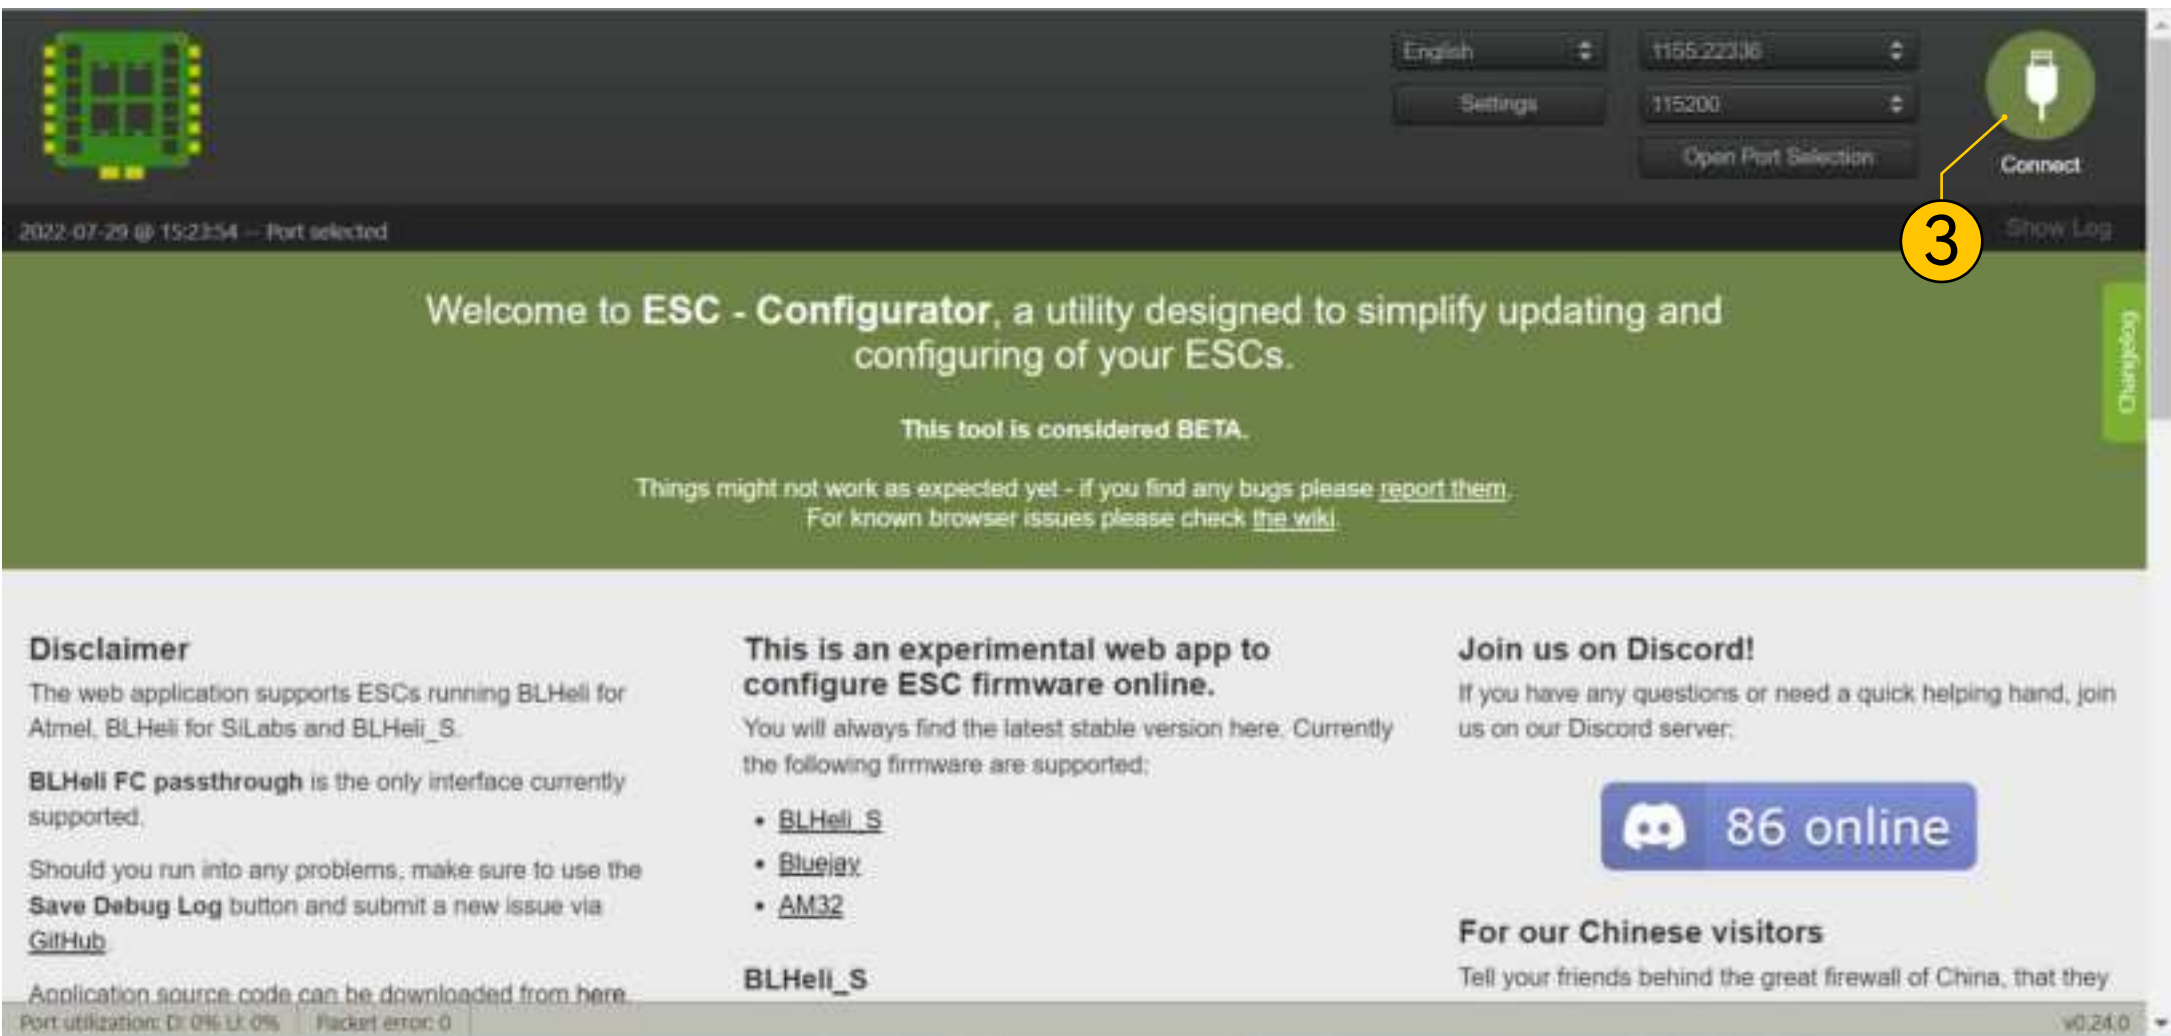 English
1155:22336
Settings
115200
Open Port Selection
Connect
3
2022-07-29 @ 15:23:54 -- Port selected
Show Log
Welcome to ESC - Configurator, a utility designed to simplify updating and
configuring of your ESCs.
Changelog
This tool is considered BETA.
Things might not work as expected yet - if you find any bugs please report them.
For known browser issues please check the wiki.
Disclaimer
The web application supports ESCs running BLHeli for
Atmel, BLHeli for SiLabs and BLHeli_S.
BLHeli FC passthrough is the only interface currently
supported.
Should you run into any problems, make sure to use the
Save Debug Log button and submit a new issue via
GitHub
Application source code can be downloaded from here.
This is an experimental web app to
configure ESC firmware online.
You will always find the latest stable version here. Currently
the following firmware are supported:
• BLHeli_S
• Bluejay
• AM32
BLHeli_S
Join us on Discord!
If you have any questions or need a quick helping hand, join
us on our Discord server:
86 online
For our Chinese visitors
Tell your friends behind the great firewall of China, that they
Port utilization: D: 0% U: 0%
Packet error: 0
v0.24.0